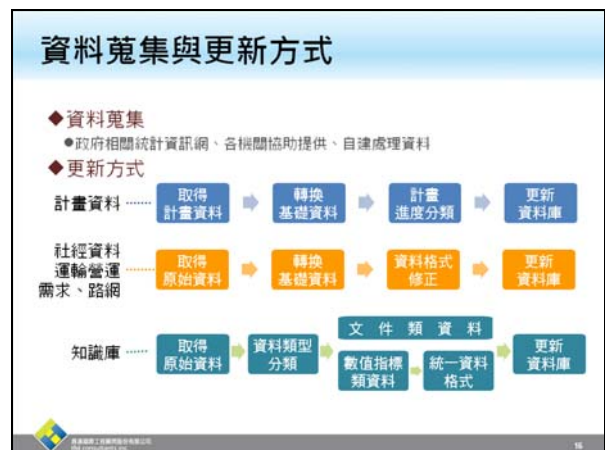 資料蒐集與更新方式
◆資料蒐集
●政府相關統計資訊網、各機關協助提供、自建處理資料
◆更新方式
計畫資料 ⋯⋯ 取得 轉換 計畫 更新
計畫資料 基礎資料 進度分類 資料庫
社經資料
運輸營運 ⋯⋯ 取得 轉換 資料格式 更新
需求、路網 原始資料 基礎資料 修正 資料庫
文件類資料
知識庫 ⋯⋯ 取得 資料類型 數值指標 統一資料 更新
原始資料 分類 類資料 格式 資料庫
16